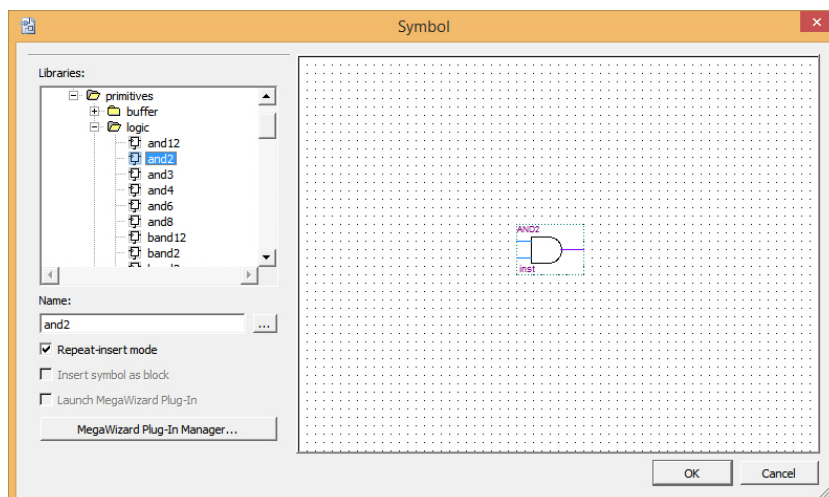 Symbol
Libraries:
primitives
buffer
logic
and12
and2
and3
and4
and6
and8
band12
band2
Name:
and2
...
Repeat-insert mode
Insert symbol as block
Launch MegaWizard Plug-In
MegaWizard Plug-In Manager...
AND2
inst
OK
Cancel